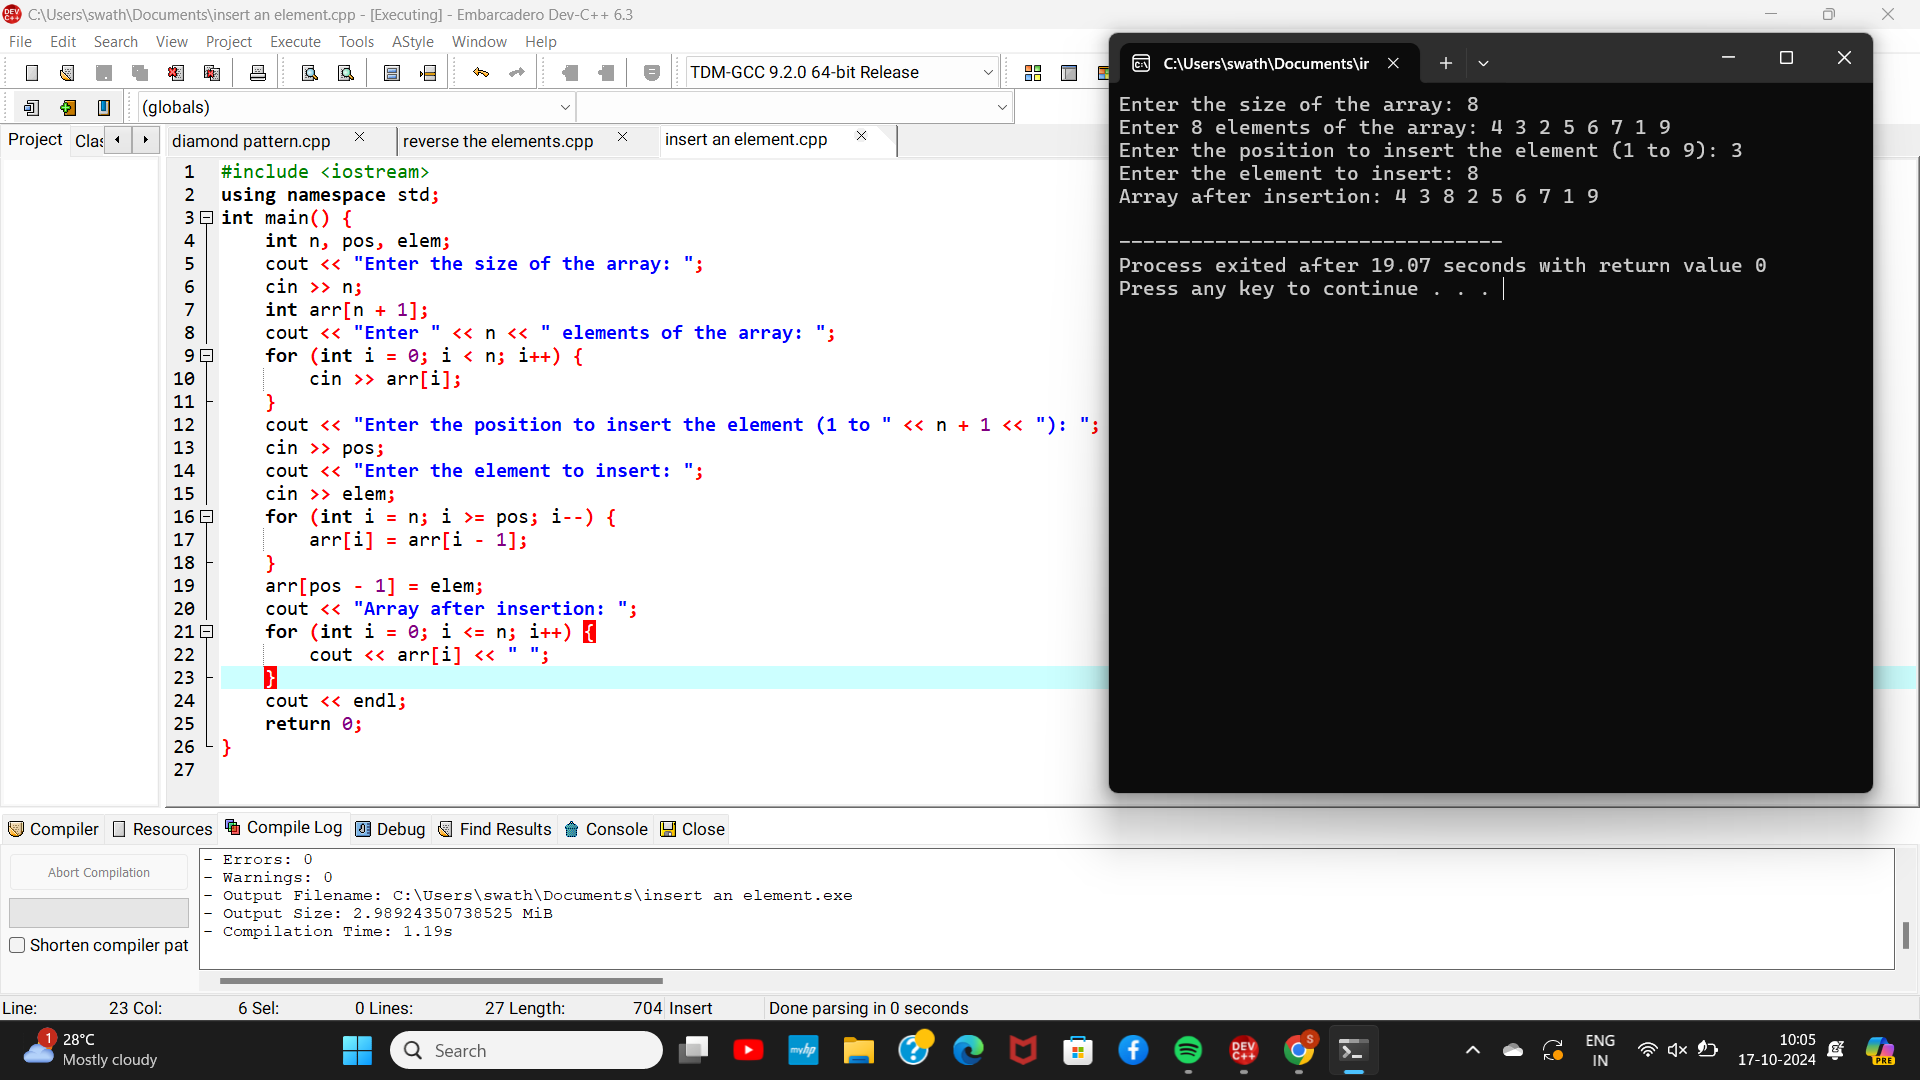 C:\Users\swath\Documents\insert an element.cpp - [Executing] - Embarcadero Dev-C++ 6.3
File Edit Search View Project Execute Tools AStyle Window Help
TDM-GCC 9.2.0 64-bit Release
(globals)
Project Clas
diamond pattern.cpp
reverse the elements.cpp
insert an element.cpp
1 #include <iostream>
2 using namespace std;
3 int main() {
4 int n, pos, elem;
5 cout << "Enter the size of the array: ";
6 cin >> n;
7 int arr[n + 1];
8 cout << "Enter " << n << " elements of the array: ";
9 for (int i = 0; i < n; i++) {
10 cin >> arr[i];
11 }
12 cout << "Enter the position to insert the element (1 to " << n + 1 << "): ";
13 cin >> pos;
14 cout << "Enter the element to insert: ";
15 cin >> elem;
16 for (int i = n; i >= pos; i--) {
17 arr[i] = arr[i - 1];
18 }
19 arr[pos - 1] = elem;
20 cout << "Array after insertion: ";
21 for (int i = 0; i <= n; i++) {
22 cout << arr[i] << " ";
23 }
24 cout << endl;
25 return 0;
26 }
27
C:\Users\swath\Documents\ir
Enter the size of the array: 8
Enter 8 elements of the array: 4 3 2 5 6 7 1 9
Enter the position to insert the element (1 to 9): 3
Enter the element to insert: 8
Array after insertion: 4 3 8 2 5 6 7 1 9
--------------------------------
Process exited after 19.07 seconds with return value 0
Press any key to continue . . .
Compiler Resources Compile Log Debug Find Results Console Close
Abort Compilation
Shorten compiler pat
- Errors: 0
- Warnings: 0
- Output Filename: C:\Users\swath\Documents\insert an element.exe
- Output Size: 2.98924350738525 MiB
- Compilation Time: 1.19s
Line: 23 Col: 6 Sel: 0 Lines: 27 Length: 704 Insert Done parsing in 0 seconds
1
28°C
Mostly cloudy
Search
myhp
DEV C++
S
ENG
IN
10:05
17-10-2024
PRE